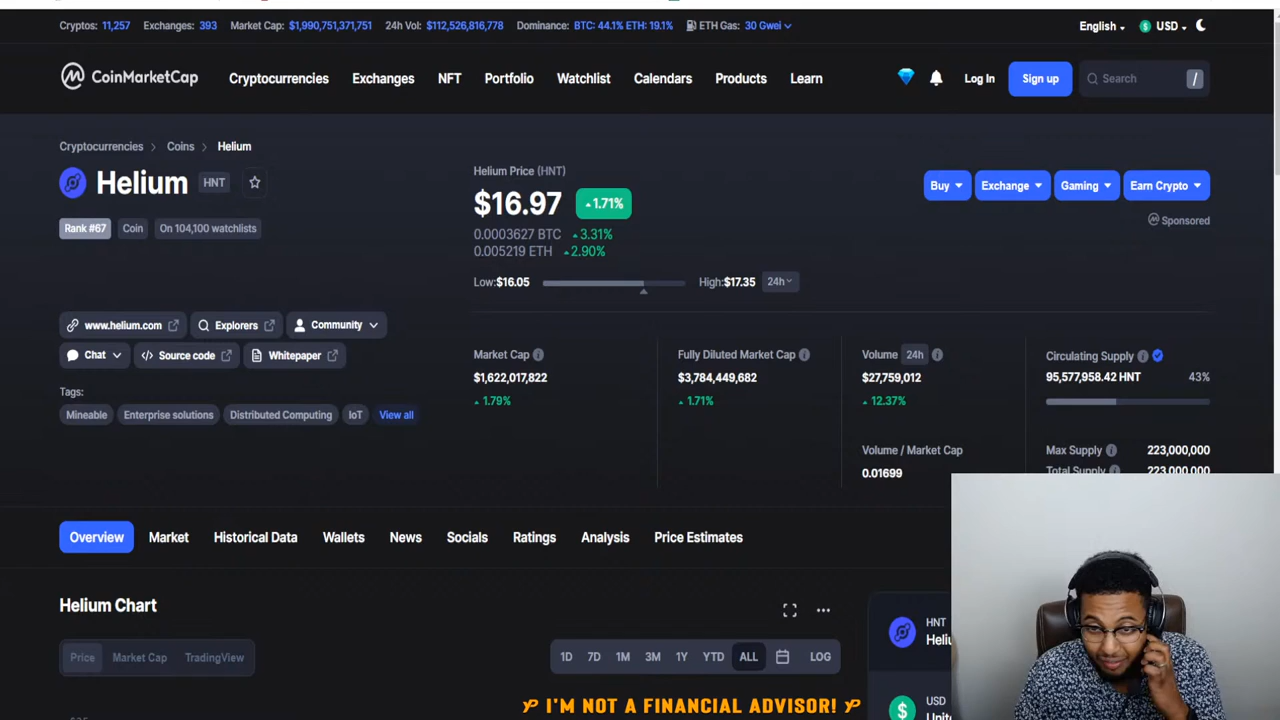 Cryptos: 11,257 Exchanges: 393 Market Cap: $1,990,751,371,751 24h Vol: $112,526,816,778 Dominance: BTC: 44.1% ETH: 19.1% ETH Gas: 30 Gwei English USD
CoinMarketCap Cryptocurrencies Exchanges NFT Portfolio Watchlist Calendars Products Learn Log In Sign up Search /
Cryptocurrencies Coins Helium
Helium HNT
Rank #67 Coin On 104,100 watchlists
www.helium.com Explorers Community
Chat Source code Whitepaper
Tags:
Mineable Enterprise solutions Distributed Computing IoT View all
Helium Price (HNT)
$16.97 1.71%
0.0003627 BTC 3.31%
0.005219 ETH 2.90%
Low:$16.05 High:$17.35 24h
Buy Exchange Gaming Earn Crypto
Sponsored
Market Cap
$1,622,017,822
1.79%
Fully Diluted Market Cap
$3,784,449,682
1.71%
Volume 24h
$27,759,012
12.37%
Volume / Market Cap
0.01699
Circulating Supply
95,577,958.42 HNT 43%
Max Supply 223,000,000
Total Supply 223,000,000
Overview Market Historical Data Wallets News Socials Ratings Analysis Price Estimates
Helium Chart
Price Market Cap TradingView
1D 7D 1M 3M 1Y YTD ALL LOG
HNT
USD
I'M NOT A FINANCIAL ADVISOR!